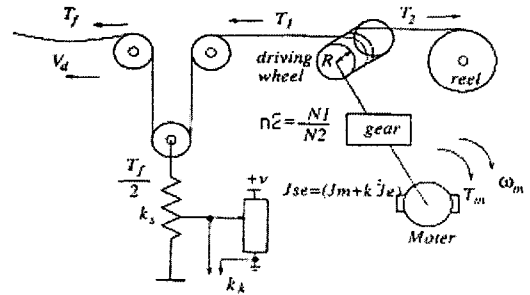 T_f
T_1
T_2
V_d
driving
wheel
R
reel
n2 = N1/N2
gear
T_f/2
k_s
+v
Jse=(Jm+k²Je)
T_m
ω_m
Moter
k_k